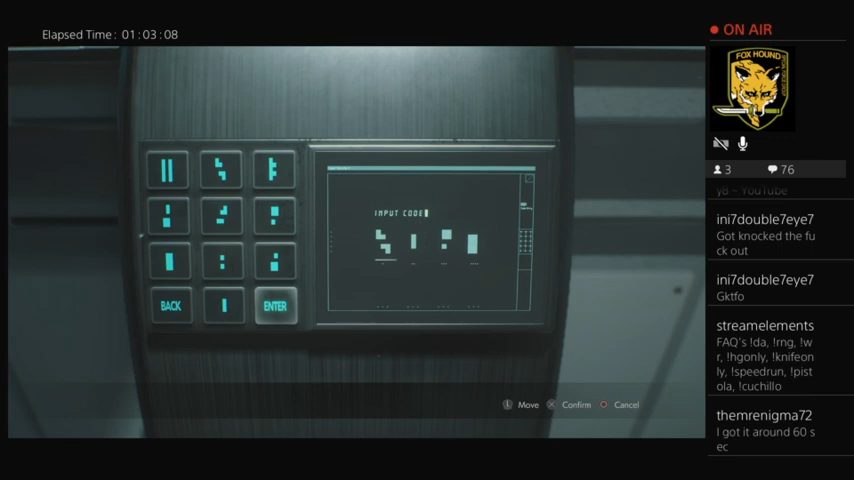 Elapsed Time : 01:03:08
ON AIR
FOX HOUND
3
76
y8 - YouTube
ini7double7eye7
Got knocked the fu
ck out
ini7double7eye7
Gktfo
streamelements
FAQ's !da, !rng, !w
r, !hgonly, !knifeon
ly, !speedrun, !pist
ola, !cuchillo
themrenigma72
I got it around 60 s
ec
INPUT CODE
BACK
ENTER
Move
Confirm
Cancel